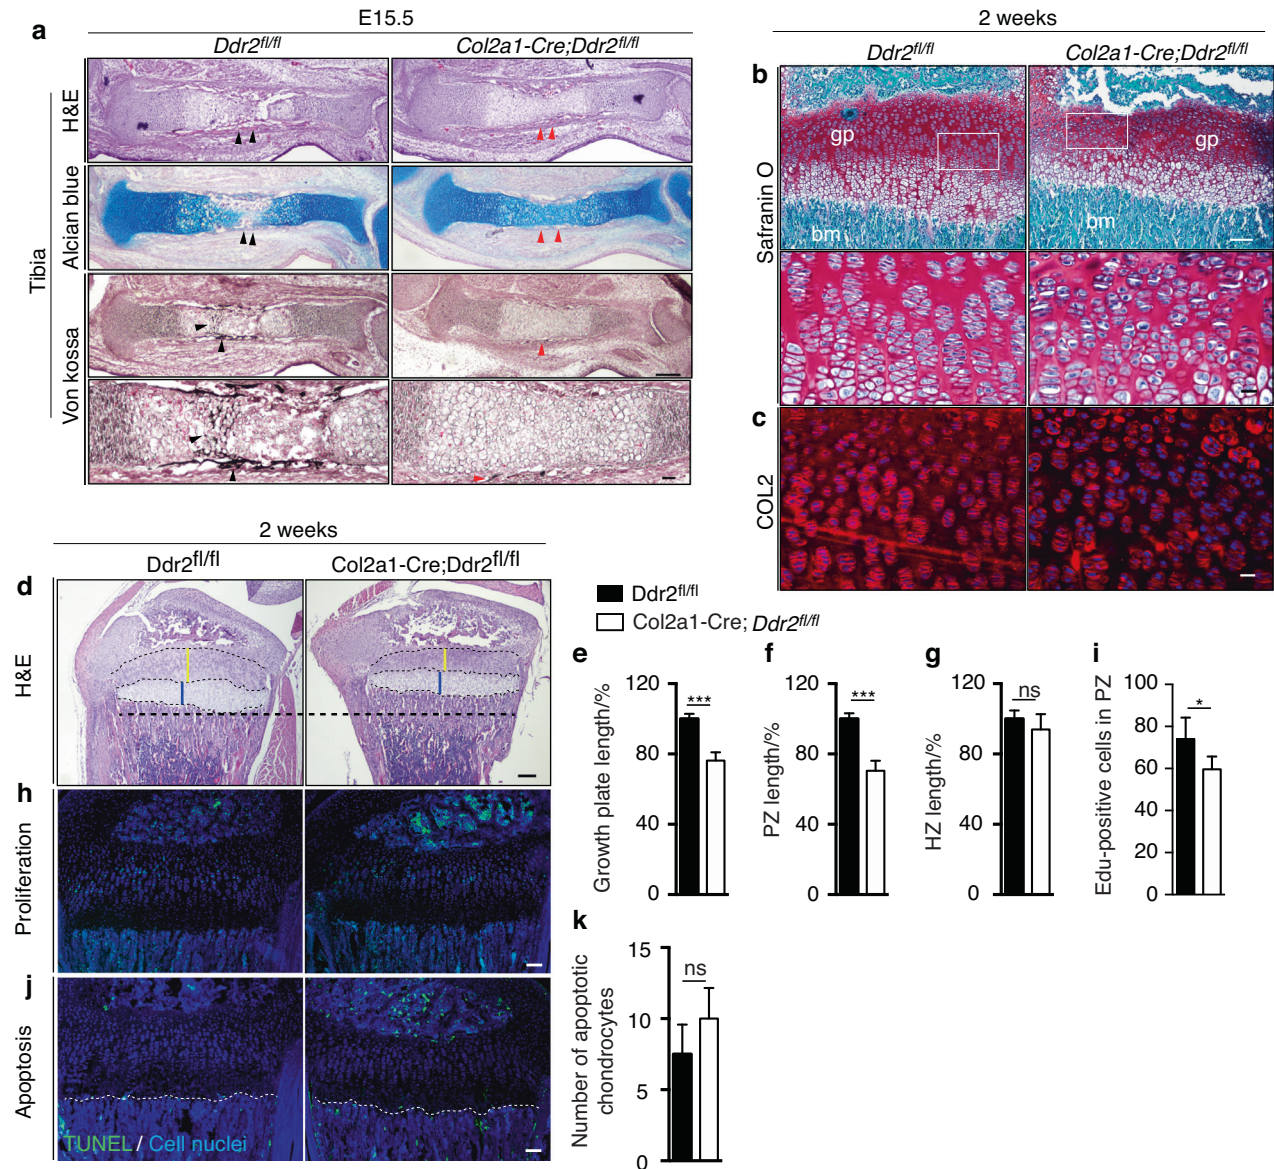 E15.5
a
Ddr2fl/fl
Col2a1-Cre;Ddr2fl/fl
Tibia
H&E
Alcian blue
Von kossa
2 weeks
Ddr2fl/fl
Col2a1-Cre;Ddr2fl/fl
b
Safranin O
gp
gp
bm
bm
c
COL2
2 weeks
Ddr2fl/fl
Col2a1-Cre;Ddr2fl/fl
d
H&E
h
Proliferation
j
Apoptosis
TUNEL / Cell nuclei
Ddr2fl/fl
Col2a1-Cre; Ddr2fl/fl
e
Growth plate length/%
120
80
40
0
***
f
PZ length/%
120
80
40
0
***
g
HZ length/%
120
80
40
0
ns
i
Edu-positive cells in PZ
100
80
60
40
20
0
*
k
Number of apoptotic
chondrocytes
15
10
5
0
ns